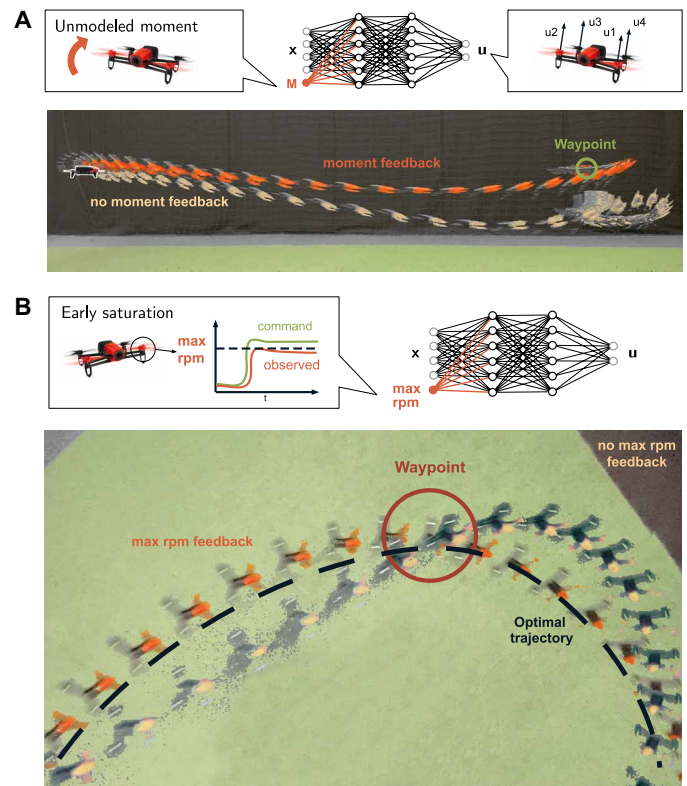 A
Unmodeled moment
x
M
u
u2
u3
u1
u4
moment feedback
Waypoint
no moment feedback
B
Early saturation
max
rpm
command
observed
t
x
max
rpm
u
no max rpm
feedback
Waypoint
max rpm feedback
Optimal
trajectory